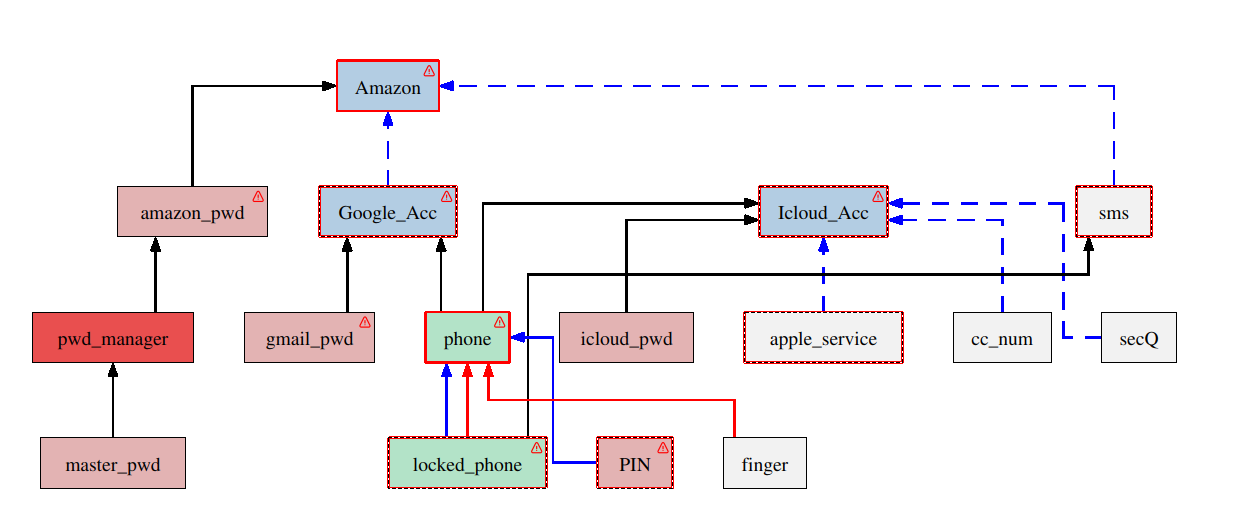 Amazon
amazon_pwd
Google_Acc
Icloud_Acc
sms
pwd_manager
gmail_pwd
phone
icloud_pwd
apple_service
cc_num
secQ
master_pwd
locked_phone
PIN
finger